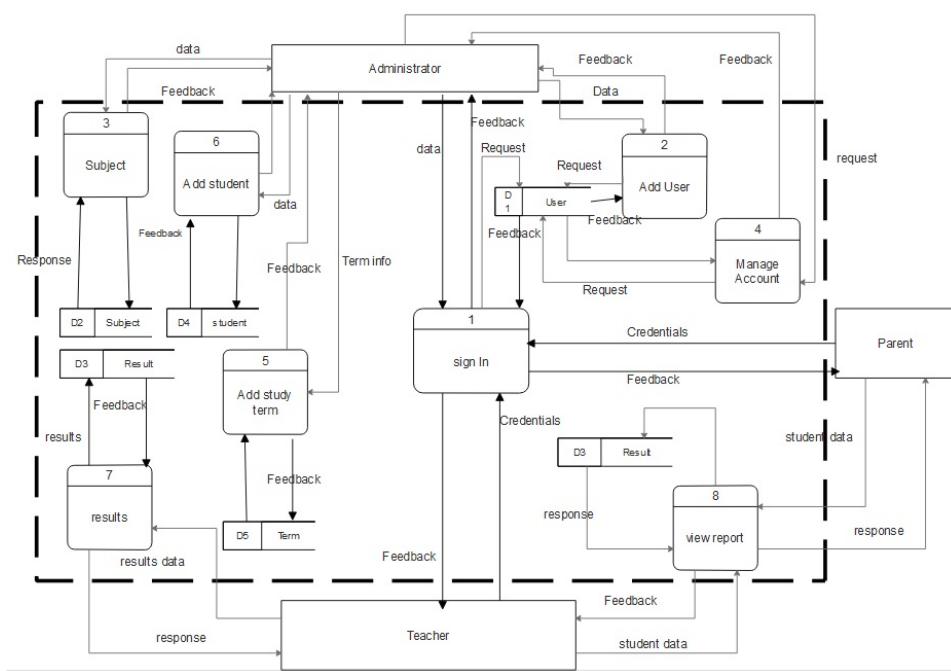 data
Administrator
Feedback
Feedback
Feedback
Data
3
Subject
6
Add student
data
data
Feedback
Request
Request
2
Add User
request
D
1
User
Feedback
Feedback
4
Manage
Account
Response
Feedback
Feedback
Term info
Request
D2
Subject
D4
student
1
sign In
Credentials
Parent
D3
Result
5
Add study
term
Feedback
Feedback
Credentials
results
student data
D3
Result
7
results
Feedback
response
8
view report
response
D5
Term
results data
Feedback
Feedback
response
Teacher
student data